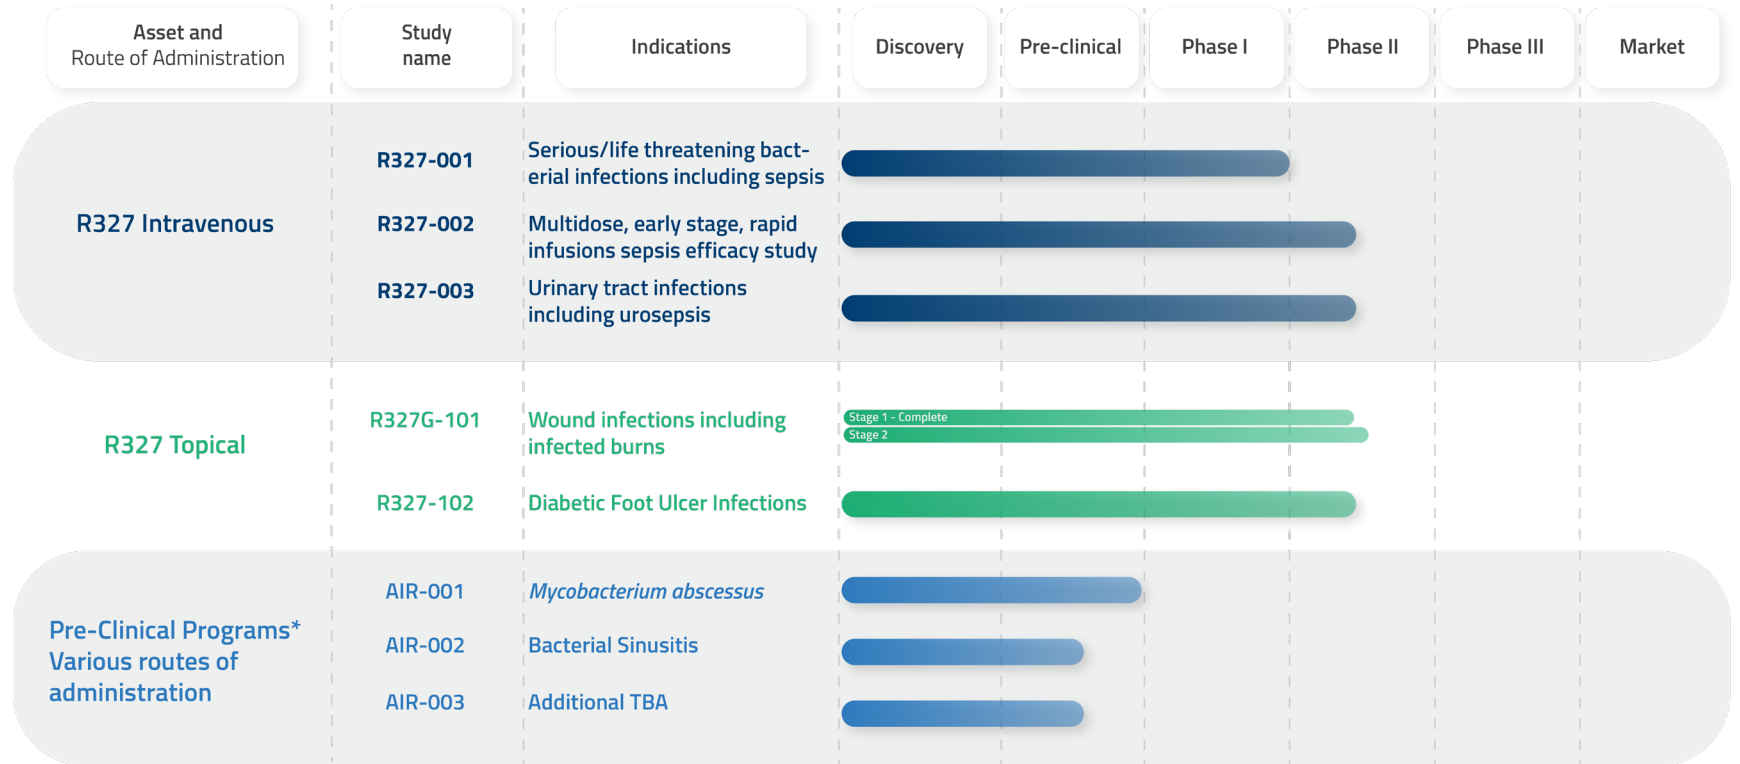 Asset and
Route of Administration
Study
name
Indications
Discovery
Pre-clinical
Phase I
Phase II
Phase III
Market
R327 Intravenous
R327-001
Serious/life threatening bact-
erial infections including sepsis
R327-002
Multidose, early stage, rapid
infusions sepsis efficacy study
R327-003
Urinary tract infections
including urosepsis
R327 Topical
R327G-101
Wound infections including
infected burns
Stage 1 - Complete
Stage 2
R327-102
Diabetic Foot Ulcer Infections
Pre-Clinical Programs*
Various routes of
administration
AIR-001
Mycobacterium abscessus
AIR-002
Bacterial Sinusitis
AIR-003
Additional TBA